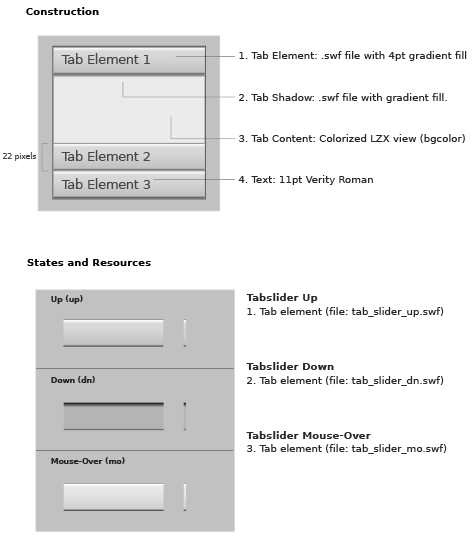 Construction
Tab Element 1
1. Tab Element: .swf file with 4pt gradient fill
2. Tab Shadow: .swf file with gradient fill.
3. Tab Content: Colorized LZX view (bgcolor)
22 pixels
Tab Element 2
Tab Element 3
4. Text: 11pt Verity Roman
States and Resources
Up (up)
Tabslider Up
1. Tab element (file: tab_slider_up.swf)
Down (dn)
Tabslider Down
2. Tab element (file: tab_slider_dn.swf)
Mouse-Over (mo)
Tabslider Mouse-Over
3. Tab element (file: tab_slider_mo.swf)